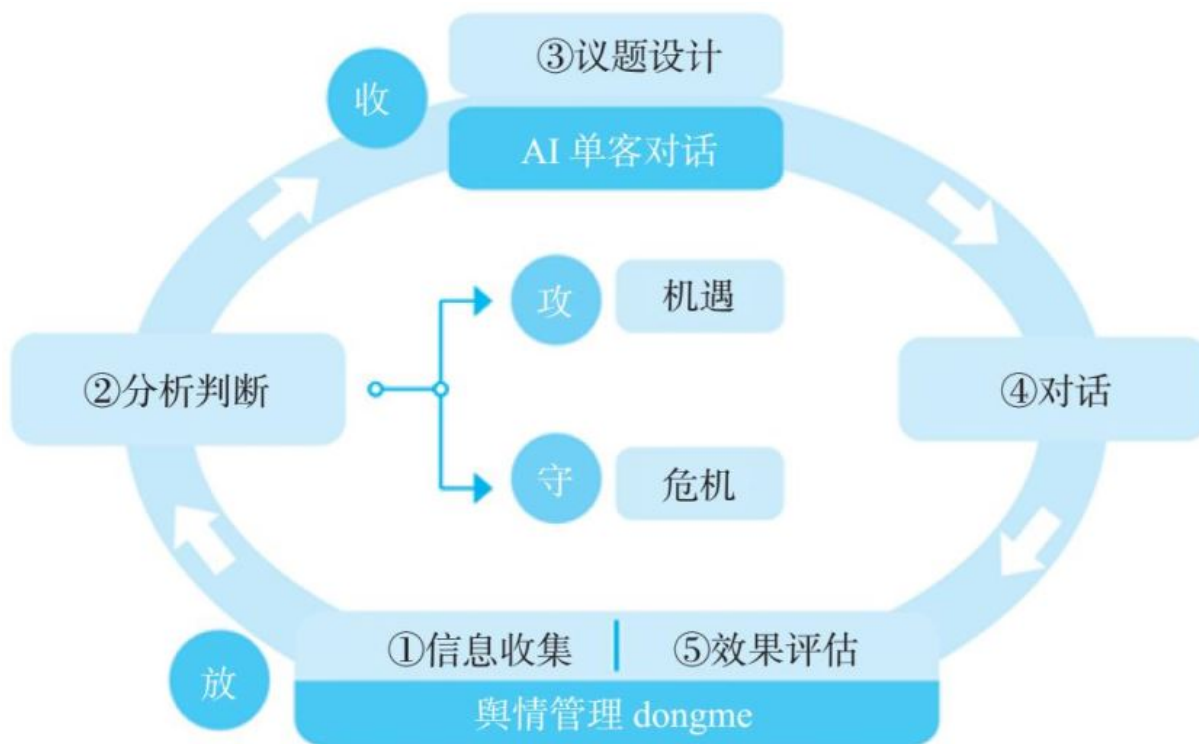 ③议题设计
收
AI 单客对话
攻
机遇
②分析判断
④对话
守
危机
①信息收集
⑤效果评估
放
舆情管理 dongme